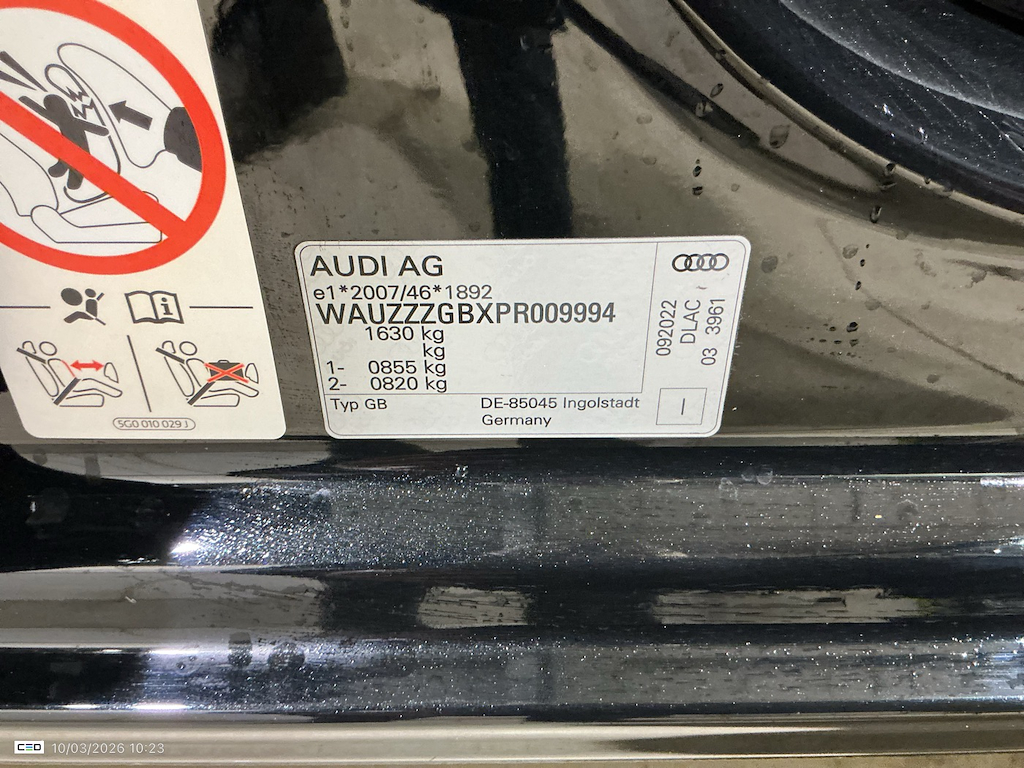 AUDI AG
e1*2007/46*1892
WAUZZZGBXPR009994
1630 kg
kg
1- 0855 kg
2- 0820 kg
Typ GB
DE-85045 Ingolstadt
Germany
092022
DLAC
03 3961
I
5G0 010 029 J
CEO 10/03/2026 10:23